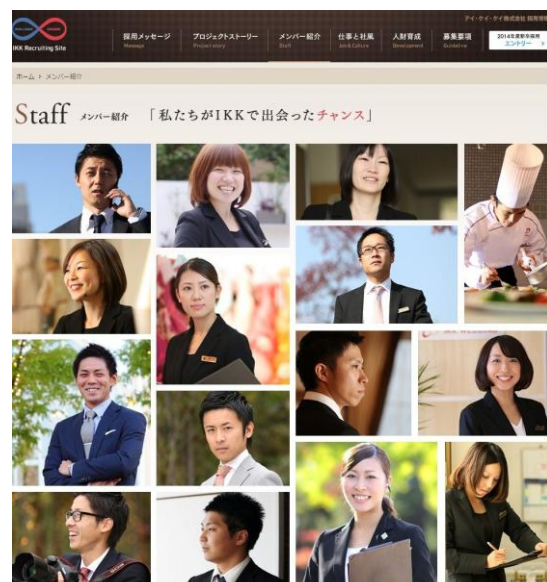 アイ・ケイ・ケイ株式会社 採用情報
IKK Recruiting Site
採用メッセージ
Message
プロジェクトストーリー
Project story
メンバー紹介
Staff
仕事と社風
Job & Culture
人財育成
Development
募集要項
Guideline
2014年度新卒採用
エントリー
ホーム › メンバー紹介
Staff メンバー紹介 「私たちがIKKで出会ったチャンス」